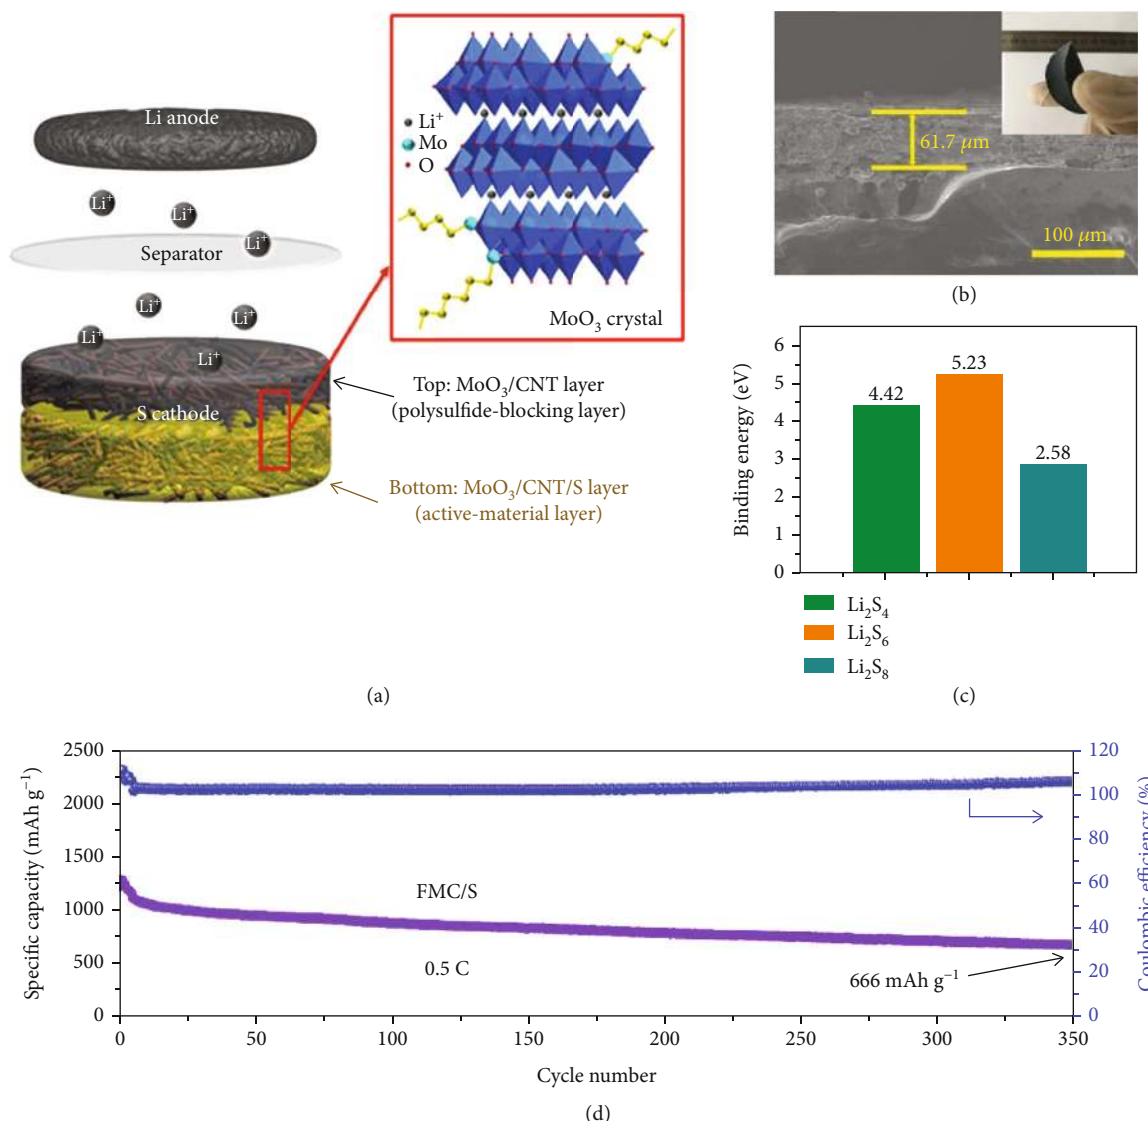 Li anode
Li⁺
Li⁺
Li⁺
Separator
Li⁺
Li⁺
Li⁺
Li⁺
S cathode
Li⁺
Mo
O
MoO₃ crystal
Top: MoO₃/CNT layer
(polysulfide-blocking layer)
Bottom: MoO₃/CNT/S layer
(active-material layer)
(a)
61.7 μm
100 μm
(b)
Binding energy (eV)
6
5
4
3
2
1
0
4.42
5.23
2.58
Li₂S₄
Li₂S₆
Li₂S₈
(c)
Specific capacity (mAh g⁻¹)
2500
2000
1500
1000
500
0
FMC/S
0.5 C
666 mAh g⁻¹
120
100
80
60
40
20
0
Coulombic efficiency (%)
0 50 100 150 200 250 300 350
Cycle number
(d)